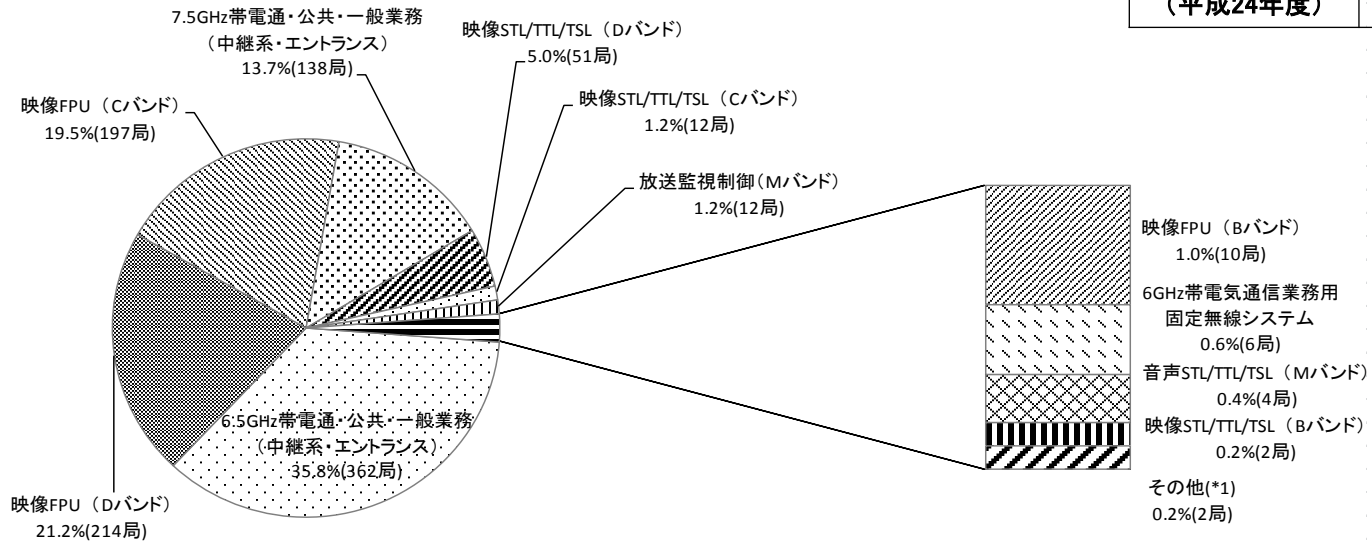 (平成24年度)
7.5GHz帯電通・公共・一般業務
(中継系・エントランス)
13.7%(138局)
映像STL/TTL/TSL(Dバンド)
5.0%(51局)
映像FPU(Cバンド)
19.5%(197局)
映像STL/TTL/TSL(Cバンド)
1.2%(12局)
放送監視制御(Mバンド)
1.2%(12局)
6.5GHz帯電通・公共・一般業務
(中継系・エントランス)
35.8%(362局)
映像FPU(Dバンド)
21.2%(214局)
映像FPU(Bバンド)
1.0%(10局)
6GHz帯電気通信業務用
固定無線システム
0.6%(6局)
音声STL/TTL/TSL(Mバンド)
0.4%(4局)
映像STL/TTL/TSL(Bバンド)
0.2%(2局)
その他(*1)
0.2%(2局)